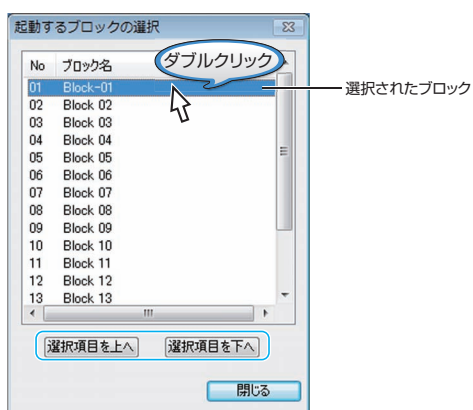 起動するブロックの選択
No ブロック名
ダブルクリック
01 Block-01
選択されたブロック
02 Block 02
03 Block 03
04 Block 04
05 Block 05
06 Block 06
07 Block 07
08 Block 08
09 Block 09
10 Block 10
11 Block 11
12 Block 12
13 Block 13
選択項目を上へ 選択項目を下へ
閉じる